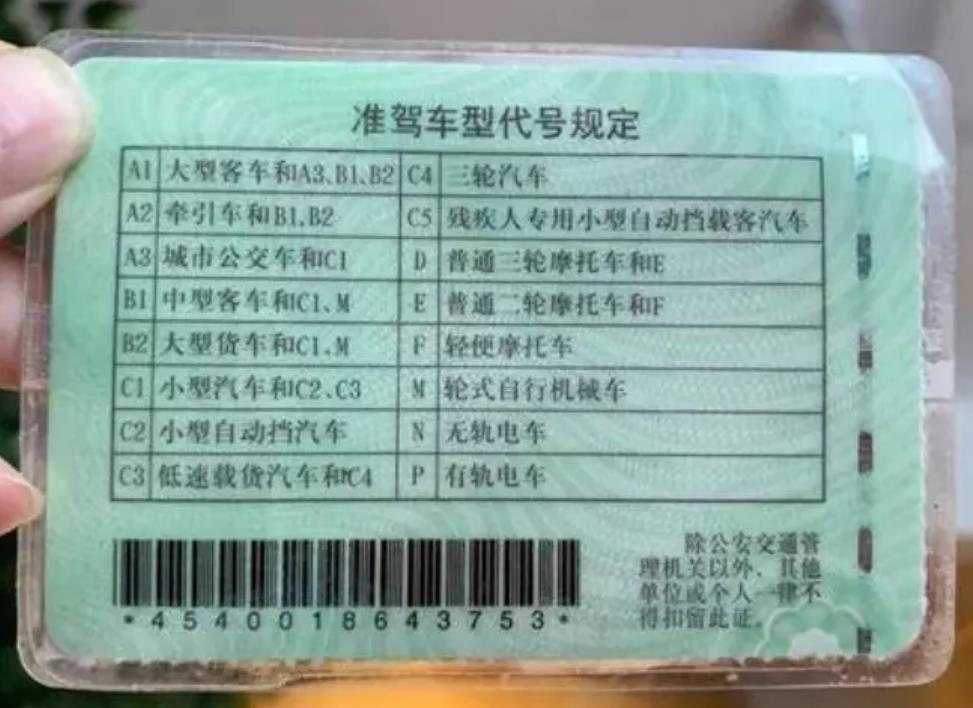 准驾车型代号规定
A1 大型客车和A3、B1、B2 C4 三轮汽车
A2 牵引车和B1、B2 C5 残疾人专用小型自动挡载客汽车
A3 城市公交车和C1 D 普通三轮摩托车和E
B1 中型客车和C1、M E 普通二轮摩托车和F
B2 大型货车和C1、M F 轻便摩托车
C1 小型汽车和C2、C3 M 轮式自行机械车
C2 小型自动挡汽车 N 无轨电车
C3 低速载货汽车和C4 P 有轨电车
除公安交通管
理机关以外，其他
单位或个人一律不
得扣留此证。
*4540018643753*